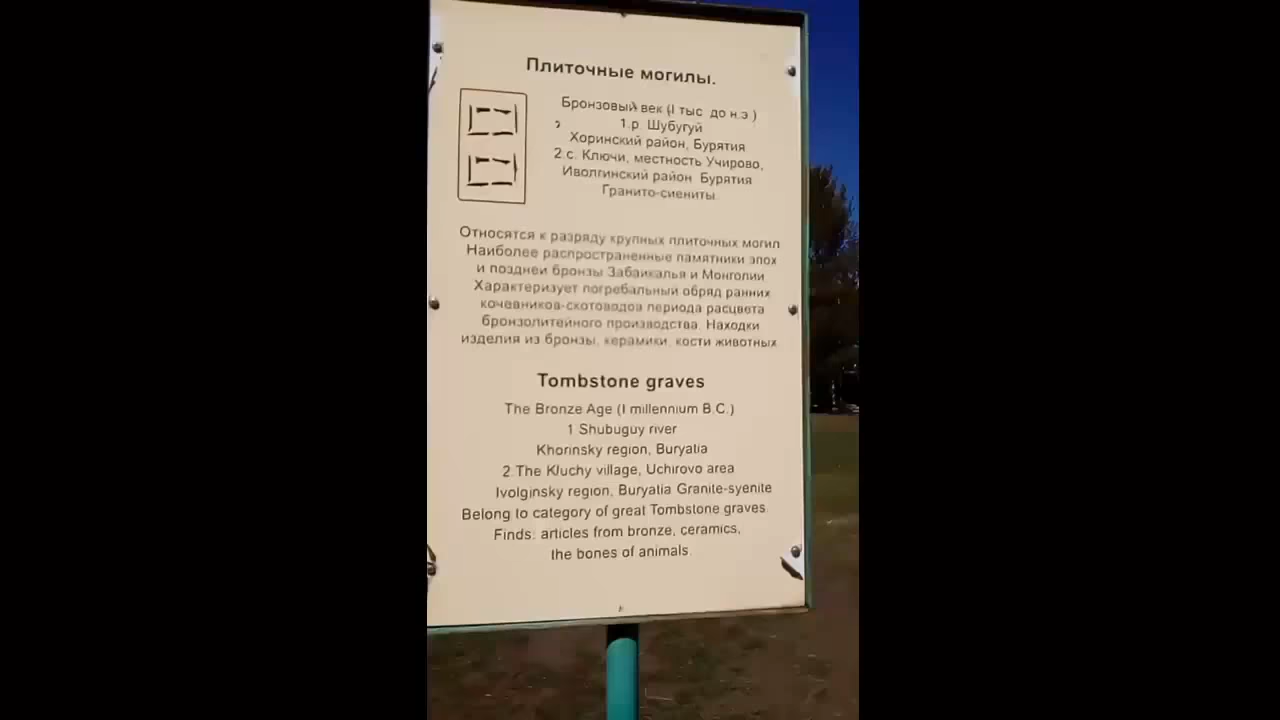 Плиточные могилы.
Бронзовый век (I тыс до н.э.)
1.р. Шубугуй
Хоринский район, Бурятия
2.с. Ключи, местность Учирово,
Иволгинский район Бурятия
Гранито-сиениты.
Относятся к разряду крупных плиточных могил
Наиболее распространенные памятники эпох
и поздней бронзы Забайкалья и Монголии
Характеризует погребальный обряд ранних
кочевников-скотоводов периода расцвета
бронзолитейного производства. Находки
изделия из бронзы, керамики, кости животных
Tombstone graves
The Bronze Age (I millennium B.C.)
1 Shubuguy river
Khorinsky region, Buryatia
2.The Kluchy village, Uchirovo area
Ivolginsky region, Buryatia Granite-syenite
Belong to category of great Tombstone graves.
Finds: articles from bronze, ceramics,
the bones of animals.